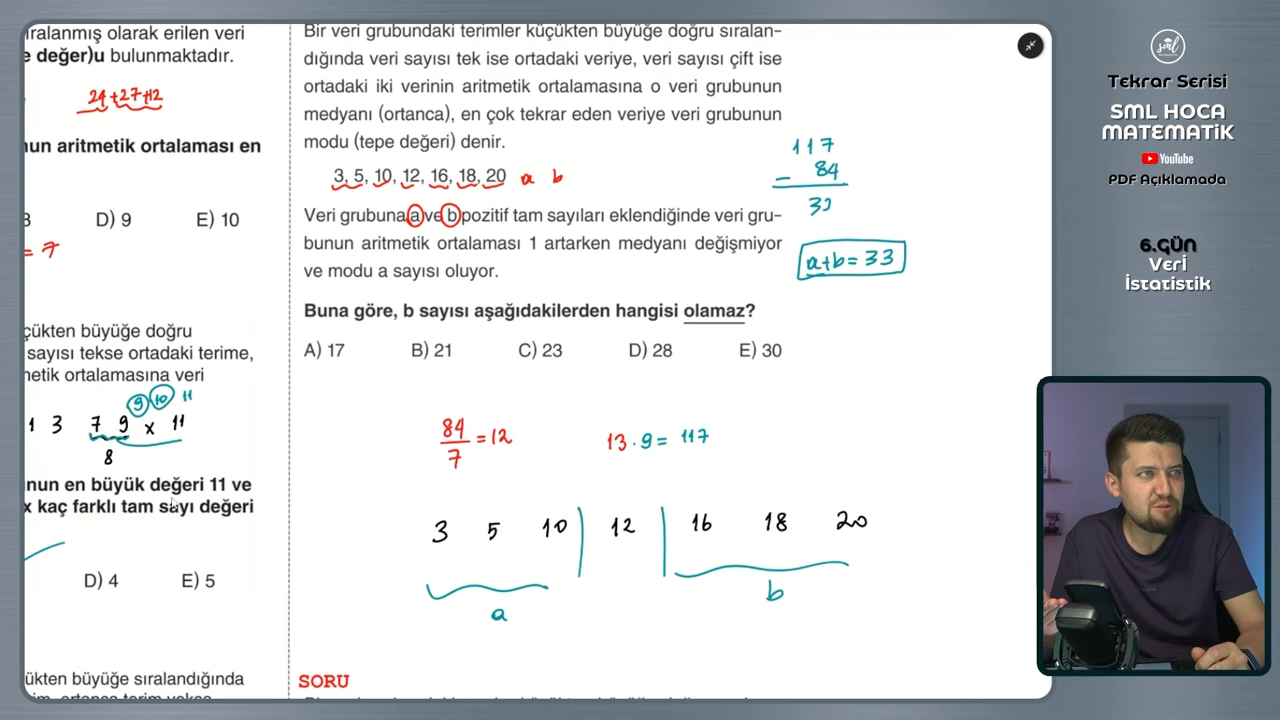 ıralanmış olarak erilen veri
e değer)u bulunmaktadır.
24+27+12
nun aritmetik ortalaması en
D) 9 E) 10
= 7
çükten büyüğe doğru
sayısı tekse ortadaki terime,
netik ortalamasına veri
9 10 11
1 3 7 9 x 11
8
nun en büyük değeri 11 ve
x kaç farklı tam sayı değeri
D) 4 E) 5
ükten büyüğe sıralandığında
Bir veri grubundaki terimler küçükten büyüğe doğru sıralan-
dığında veri sayısı tek ise ortadaki veriye, veri sayısı çift ise
ortadaki iki verinin aritmetik ortalamasına o veri grubunun
medyanı (ortanca), en çok tekrar eden veriye veri grubunun
modu (tepe değeri) denir.
3, 5, 10, 12, 16, 18, 20 a b
Veri grubuna a ve b pozitif tam sayıları eklendiğinde veri gru-
bunun aritmetik ortalaması 1 artarken medyanı değişmiyor
ve modu a sayısı oluyor.
Buna göre, b sayısı aşağıdakilerden hangisi olamaz?
A) 17 B) 21 C) 23 D) 28 E) 30
117
- 84
33
a+b=33
84
7
=12
13 . 9 = 117
3 5 10 12 16 18 20
a b
SORU
sml
Tekrar Serisi
SML HOCA
MATEMATİK
YouTube
PDF Açıklamada
6.GÜN
Verİ
İstatistik